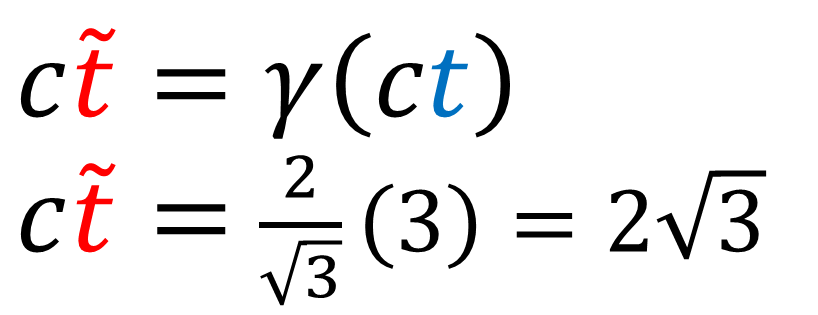 ct̃ = γ(ct)
ct̃ = 2/√3 (3) = 2√3